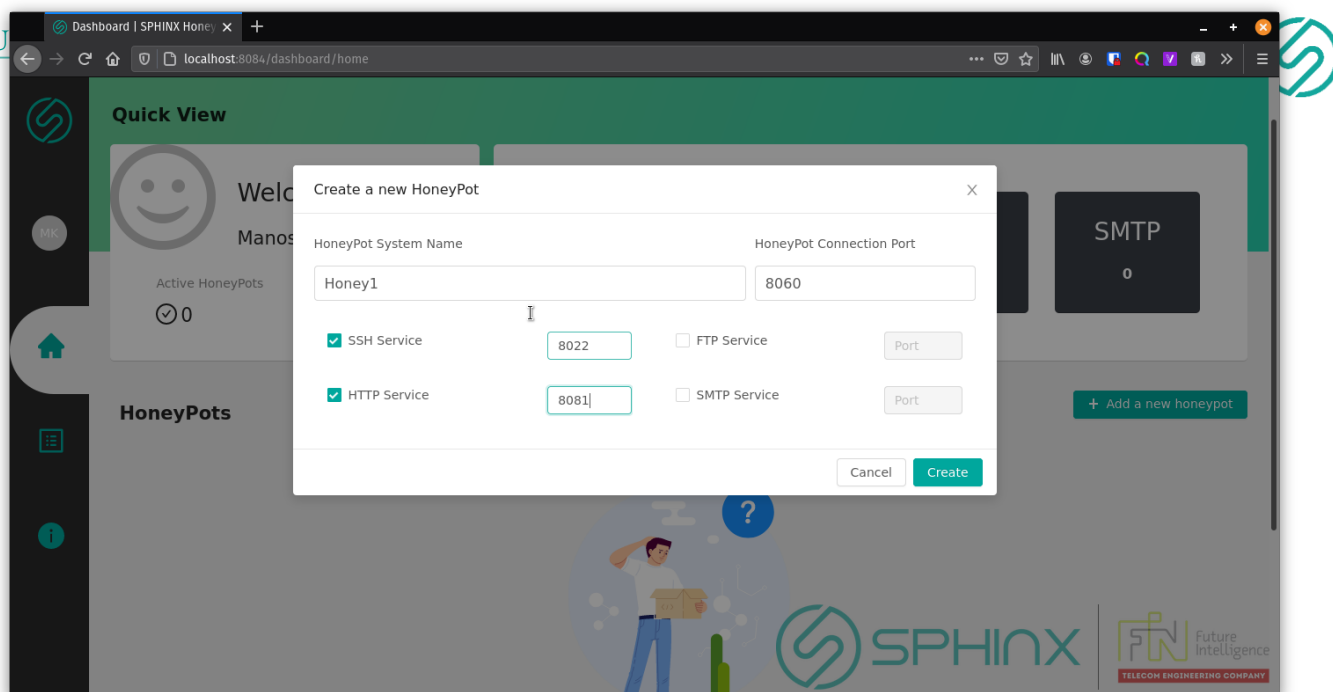 U
Dashboard | SPHINX Honey
localhost:8084/dashboard/home
Quick View
MK
Welc
Manos
Active HoneyPots
0
SMTP
0
Create a new HoneyPot
HoneyPot System Name
HoneyPot Connection Port
Honey1
8060
SSH Service
8022
FTP Service
Port
HTTP Service
8081
SMTP Service
Port
Cancel
Create
HoneyPots
+ Add a new honeypot
?
SPHINX
FINT
Future
Intelligence
TELECOM ENGINEERING COMPANY